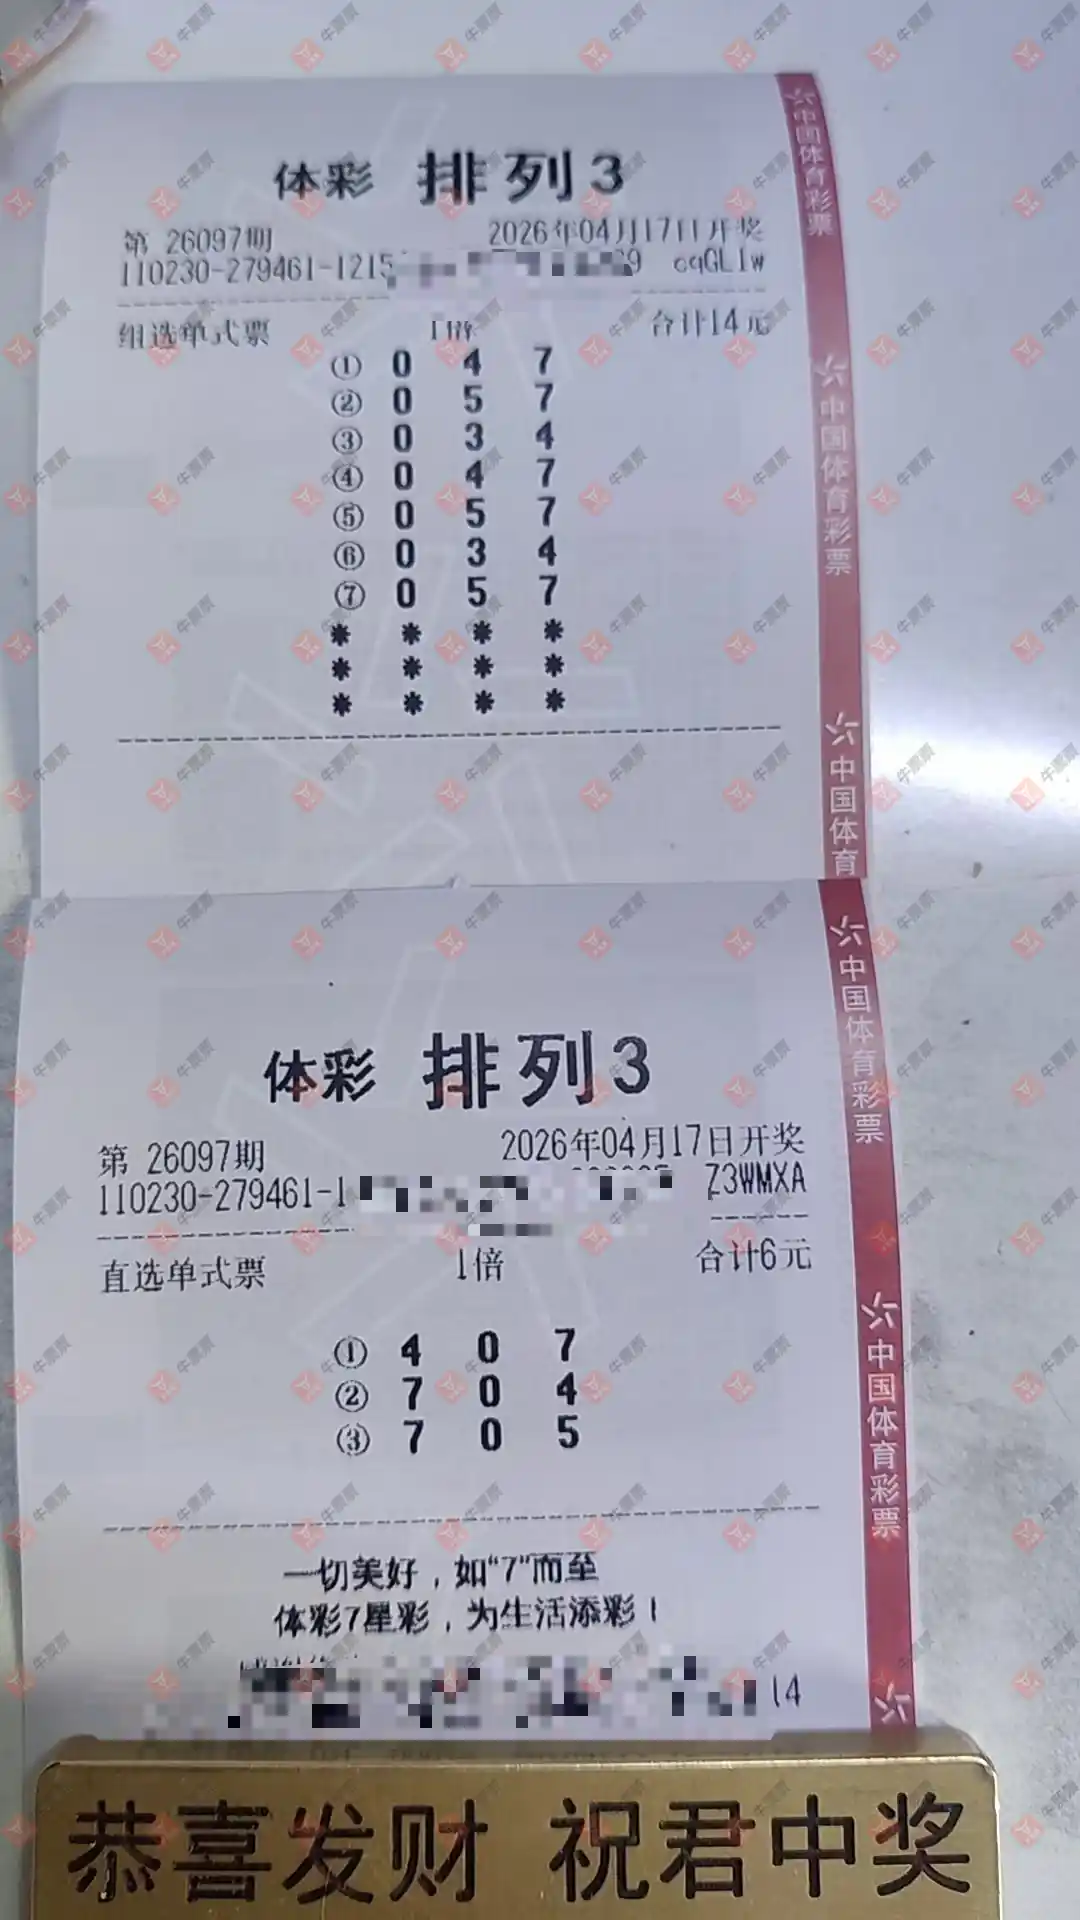 体彩 排列3
第 26097期 2026年04月17日开奖
110230-279461-1215 9 cqGL1w
组选单式票 1倍 合计14元
① 0 4 7
② 0 5 7
③ 0 3 4
④ 0 4 7
⑤ 0 5 7
⑥ 0 3 4
⑦ 0 5 7
* * * *
* * * *
* * * *
中国体育彩票
中国体育彩票
中国体育
体彩 排列3
第 26097期 2026年04月17日开奖
110230-279461-1 Z3WMXA
直选单式票 1倍 合计6元
① 4 0 7
② 7 0 4
③ 7 0 5
一切美好，如“7”而至
体彩7星彩，为生活添彩！
14
中国体育彩票
中国体育彩票
恭喜发财 祝君中奖
牛票票